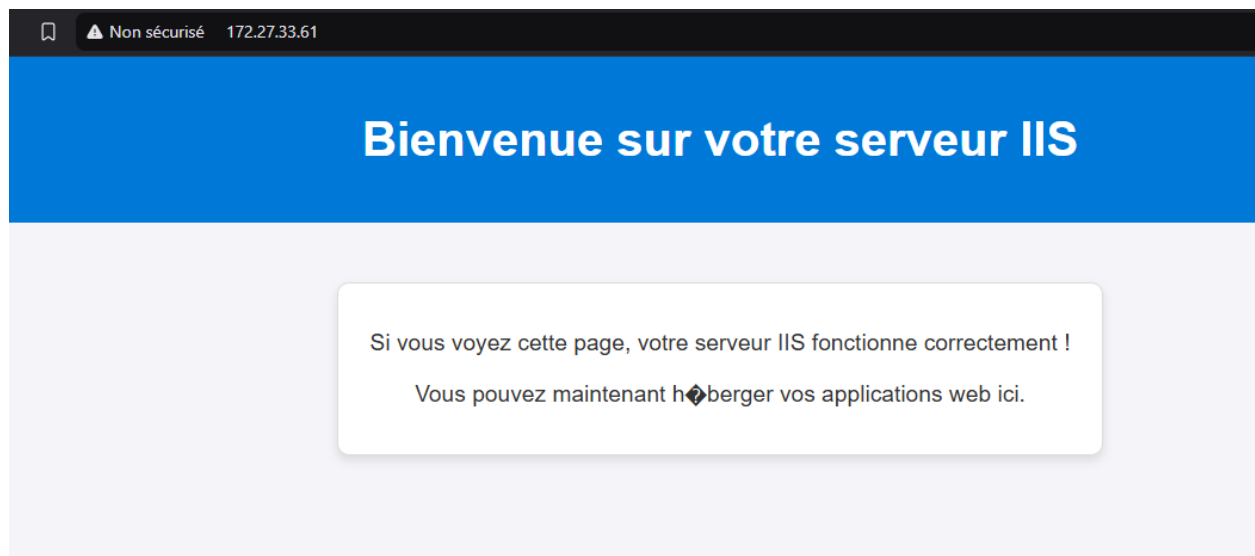 Non sécurisé 172.27.33.61
Bienvenue sur votre serveur IIS
Si vous voyez cette page, votre serveur IIS fonctionne correctement !
Vous pouvez maintenant h�berger vos applications web ici.